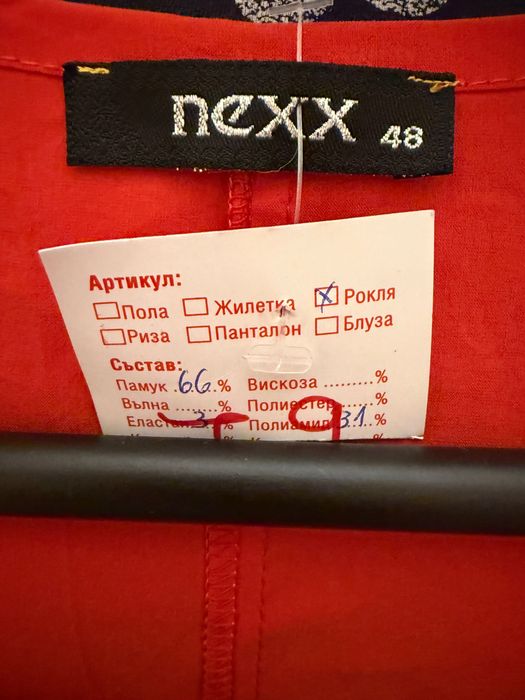 nexx
48
Артикул:
Пола Жилетка Рокля
Риза Панталон Блуза
Състав:
Памук .66.% Вискоза .........%
Вълна .......% Полиестер.......%
Еластан..3..% Полиамид.31..%